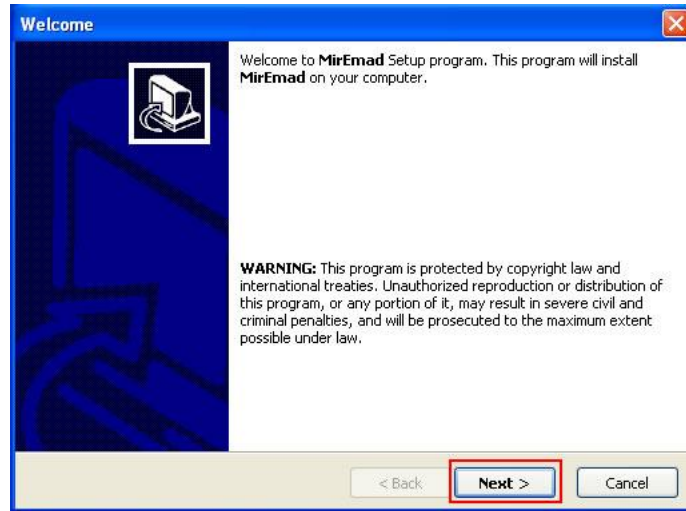 Welcome
Welcome to MirEmad Setup program. This program will install
MirEmad on your computer.
WARNING: This program is protected by copyright law and
international treaties. Unauthorized reproduction or distribution of
this program, or any portion of it, may result in severe civil and
criminal penalties, and will be prosecuted to the maximum extent
possible under law.
< Back Next > Cancel